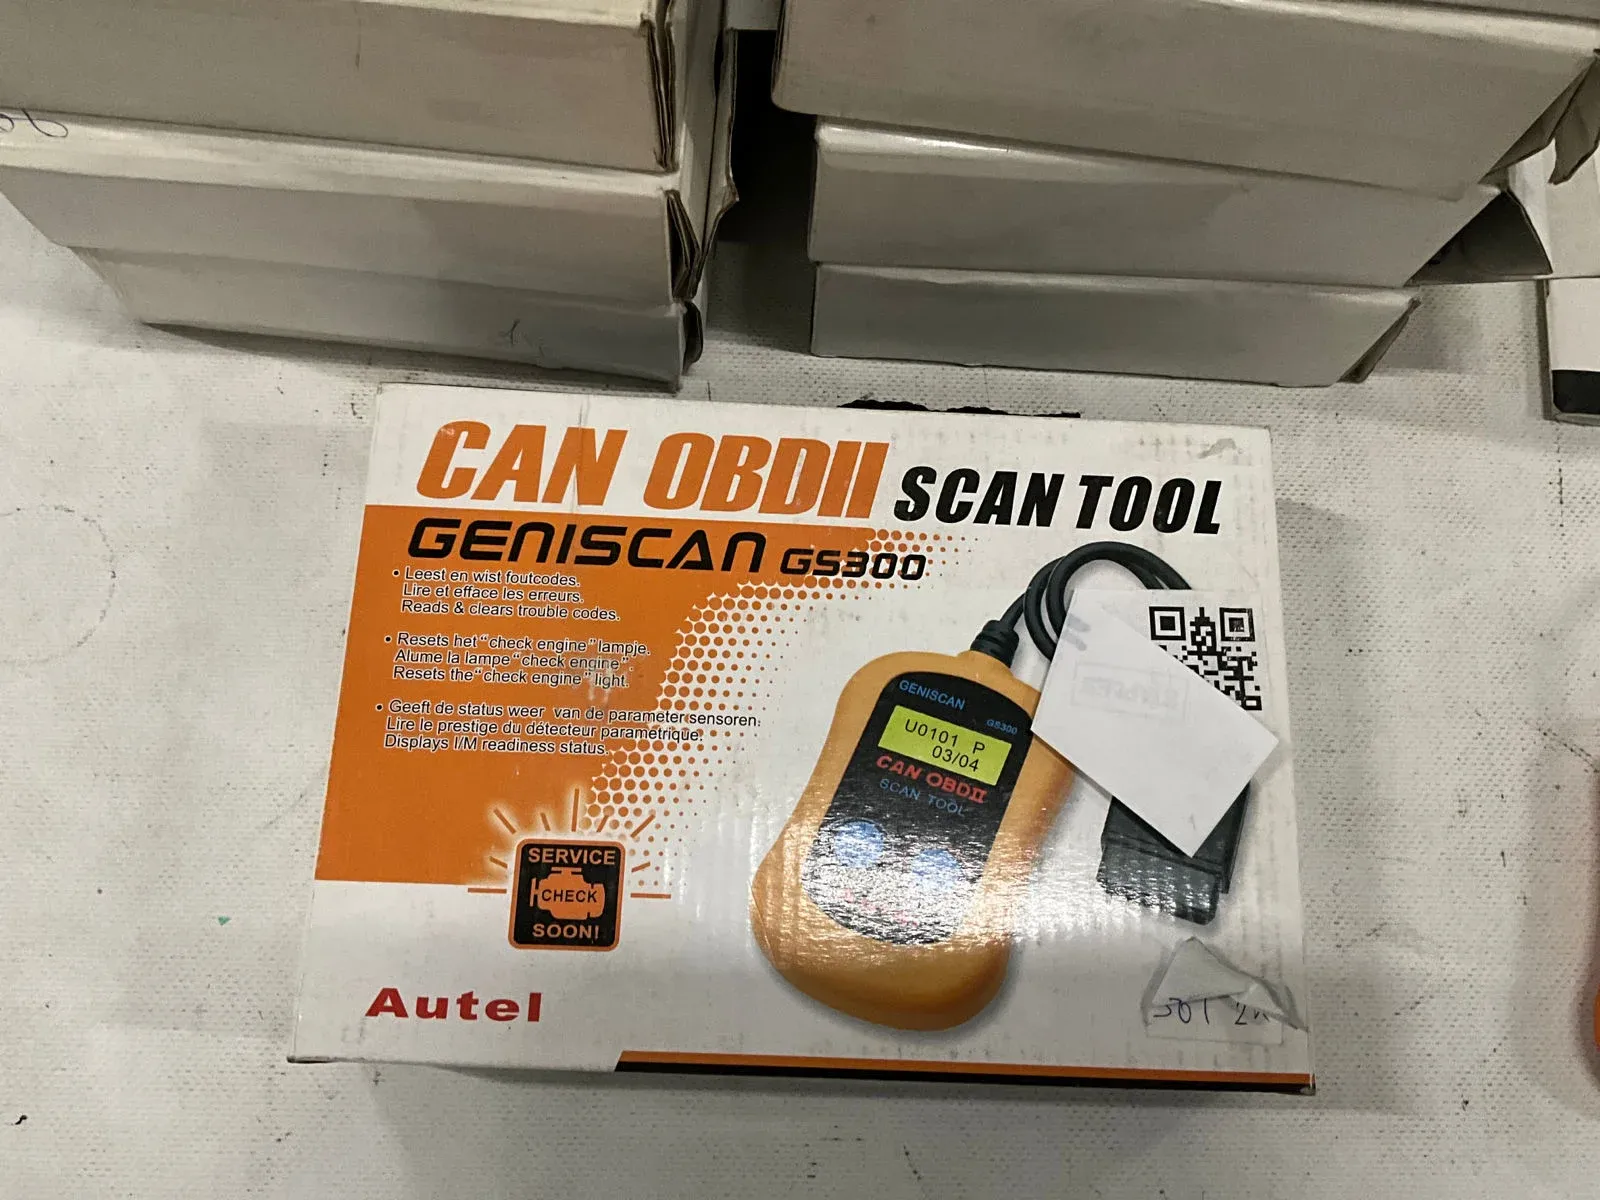 CAN OBDII SCAN TOOL
GENISCAN GS300
• Leest en wist foutcodes.
Lire et efface les erreurs.
Reads & clears trouble codes.
• Resets het "check engine" lampje.
Alume la lampe "check engine".
Resets the "check engine" light.
• Geeft de status weer van de parameter sensoren.
Lire le prestige du détecteur parametrique.
Displays I/M readiness status.
GENISCAN
GS300
U0101 P
03/04
CAN OBDII
SCAN TOOL
SERVICE
CHECK
SOON!
Autel